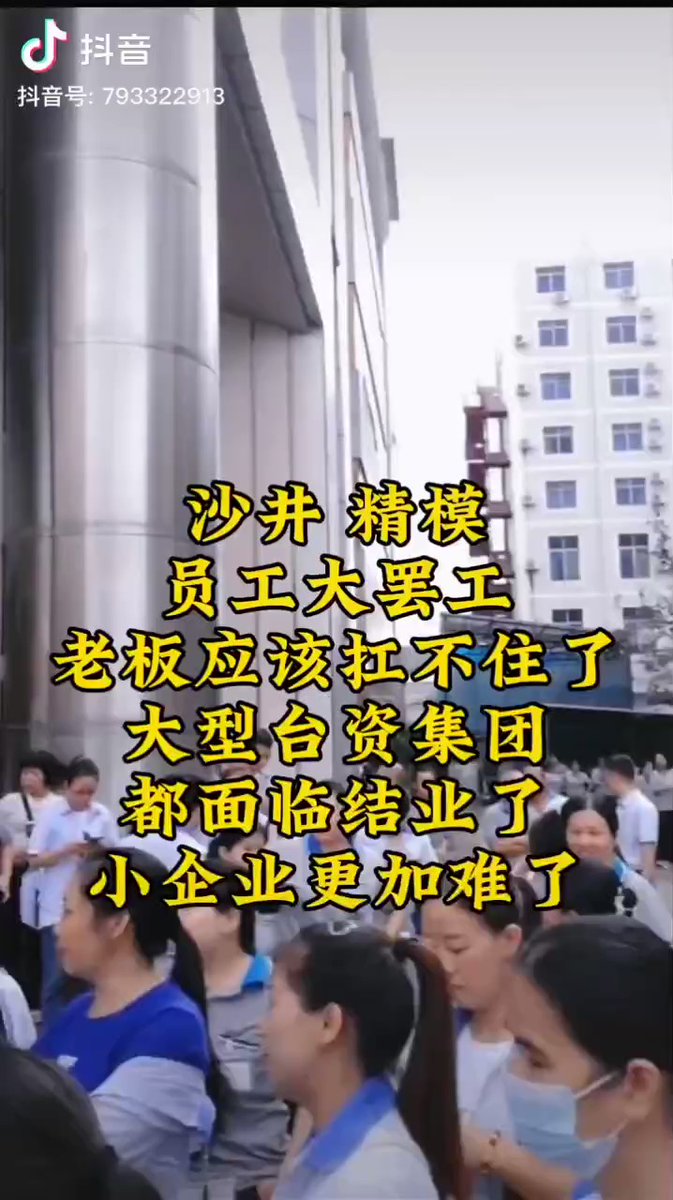 抖音
抖音号: 793322913
沙井 精模
员工大罢工
老板应该扛不住了
大型台资集团
都面临结业了
小企业更加难了